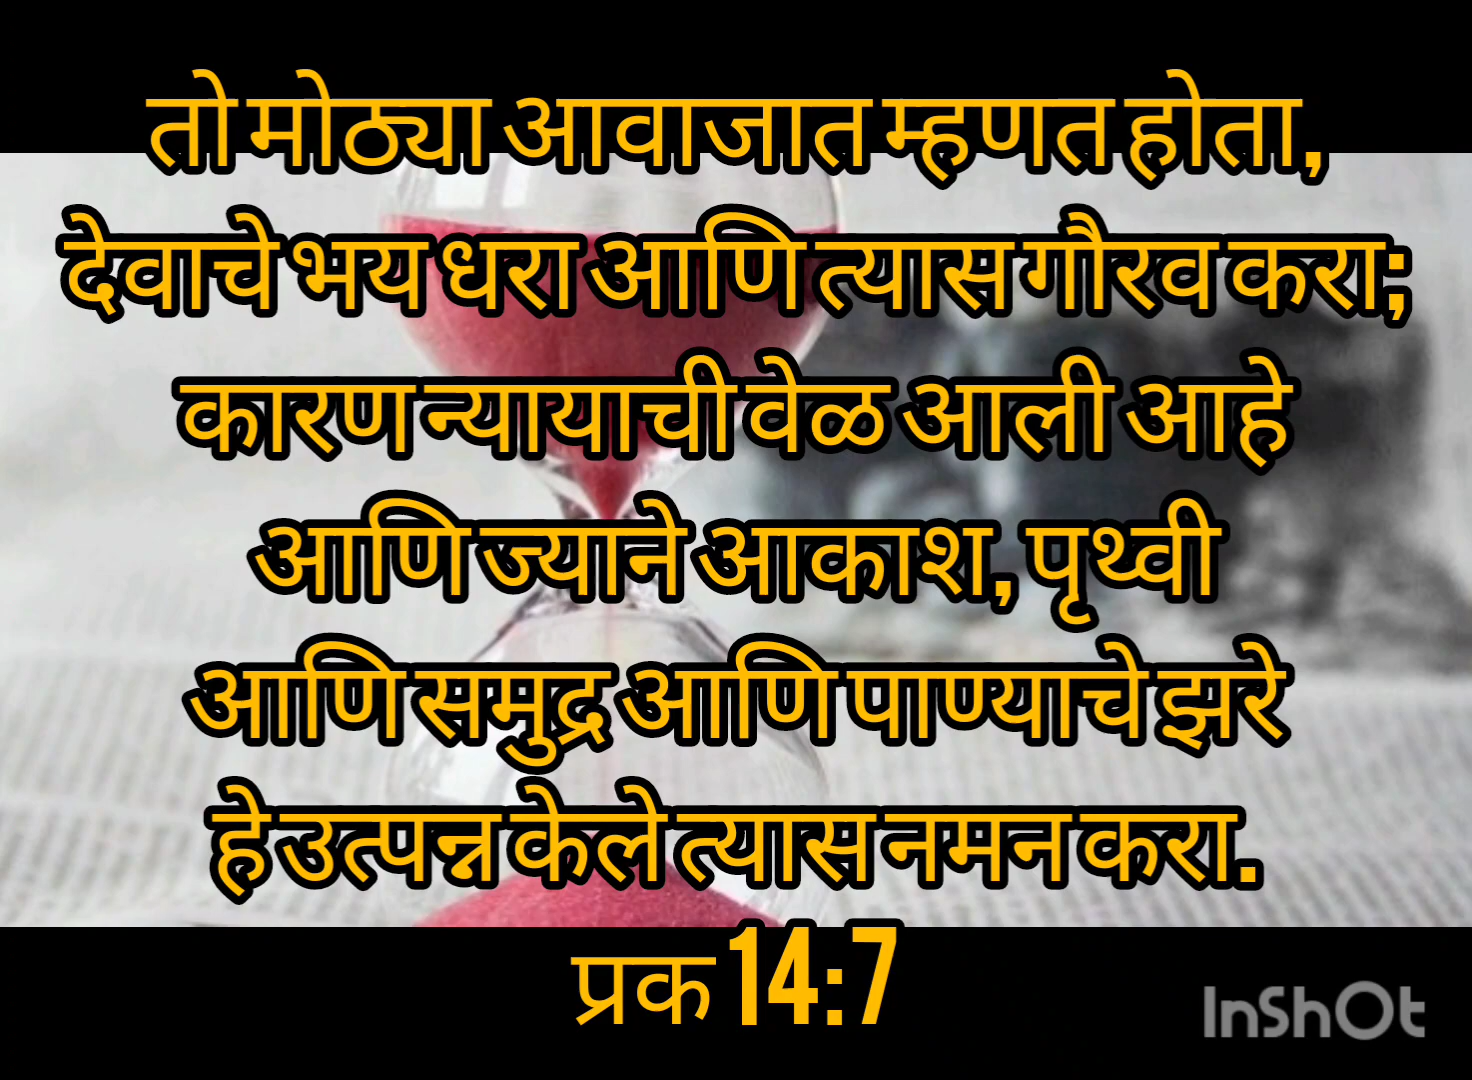 तो मोठ्या आवाजात म्हणत होता,
देवाचे भय धरा आणि त्यास गौरव करा;
कारण न्यायाची वेळ आली आहे
आणि ज्याने आकाश, पृथ्वी
आणि समुद्र आणि पाण्याचे झरे
हे उत्पन्न केले त्यास नमन करा.
प्रक 14:7
InShOt